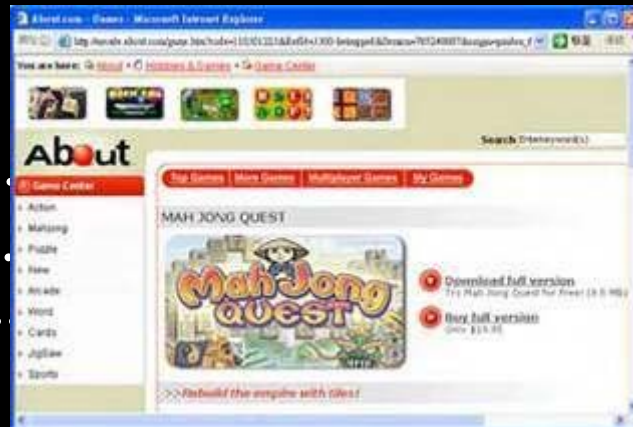 About.com - Games - Microsoft Internet Explorer
You are here: About • Hobbies & Games • Game Center
Search
About
Game Center
Top Games | More Games | Multiplayer Games | My Games
Action
Mahjong
Puzzle
New
Arcade
Word
Cards
JigSaw
Sports
MAH JONG QUEST
Mah Jong
QUEST
Download full version
Try Mah Jong Quest for Free!
Buy full version
Only $19.95
>>Rebuild the empire with tiles!